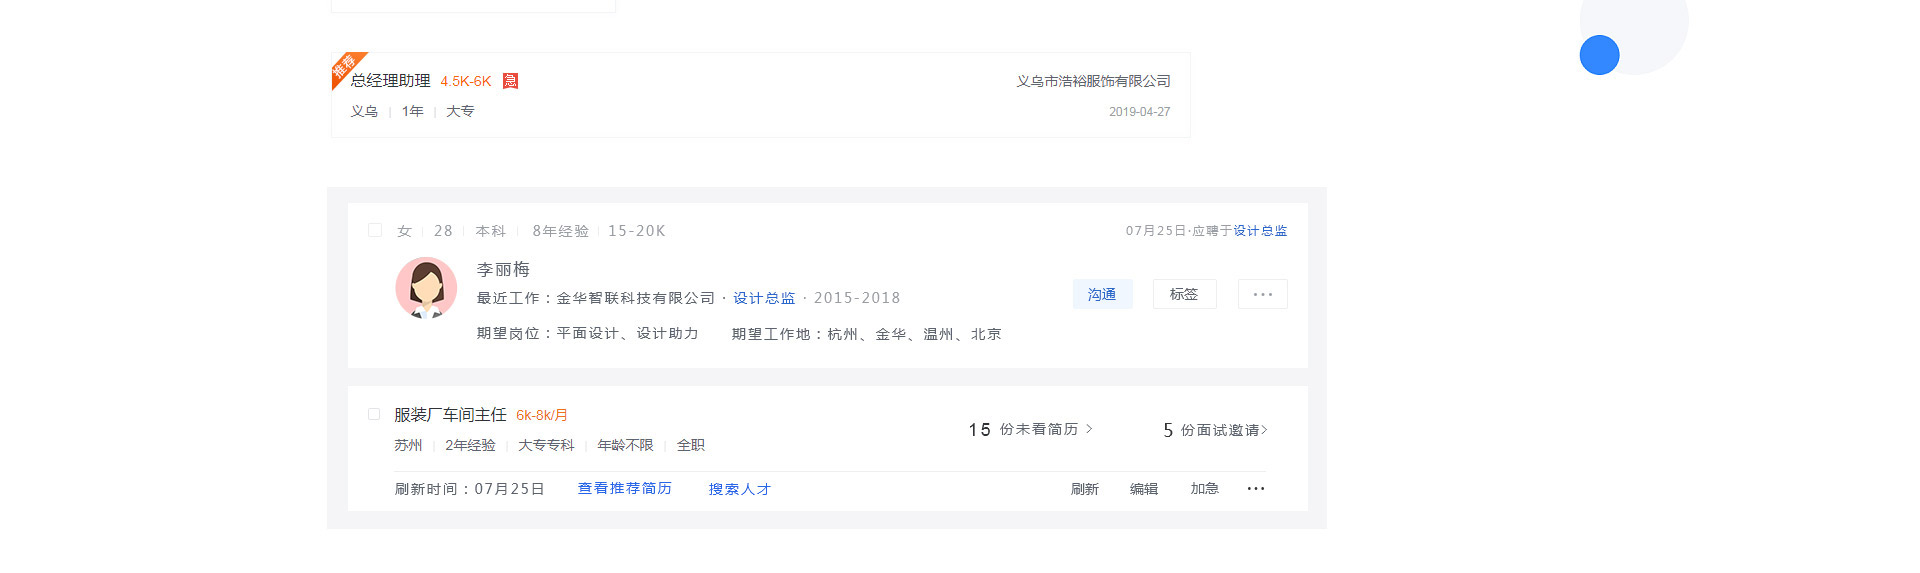 推荐
总经理助理 4.5K-6K 急 义乌市浩裕服饰有限公司
义乌 | 1年 | 大专 2019-04-27
女 | 28 | 本科 | 8年经验 | 15-20K 07月25日·应聘于设计总监
李丽梅
最近工作：金华智联科技有限公司 · 设计总监 · 2015-2018
沟通 标签 ···
期望岗位：平面设计、设计助力 期望工作地：杭州、金华、温州、北京
服装厂车间主任 6k-8k/月
15 份未看简历 > 5 份面试邀请>
苏州 | 2年经验 | 大专专科 | 年龄不限 | 全职
刷新时间：07月25日 查看推荐简历 搜索人才 刷新 编辑 加急 ···